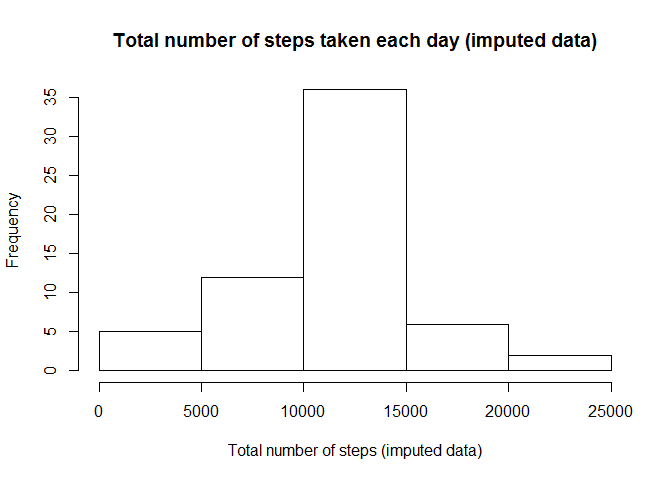 Total number of steps taken each day (imputed data)
Frequency
35
30
25
20
15
10
5
0
0 5000 10000 15000 20000 25000
Total number of steps (imputed data)